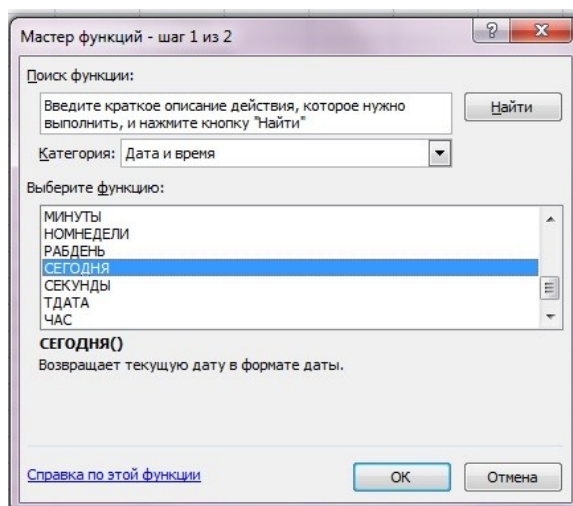 Мастер функций - шаг 1 из 2
Поиск функции:
Введите краткое описание действия, которое нужно
выполнить, и нажмите кнопку "Найти"
Найти
Категория: Дата и время
Выберите функцию:
МИНУТЫ
НОМНЕДЕЛИ
РАБДЕНЬ
СЕГОДНЯ
СЕКУНДЫ
ТДАТА
ЧАС
СЕГОДНЯ()
Возвращает текущую дату в формате даты.
Справка по этой функции
ОК
Отмена